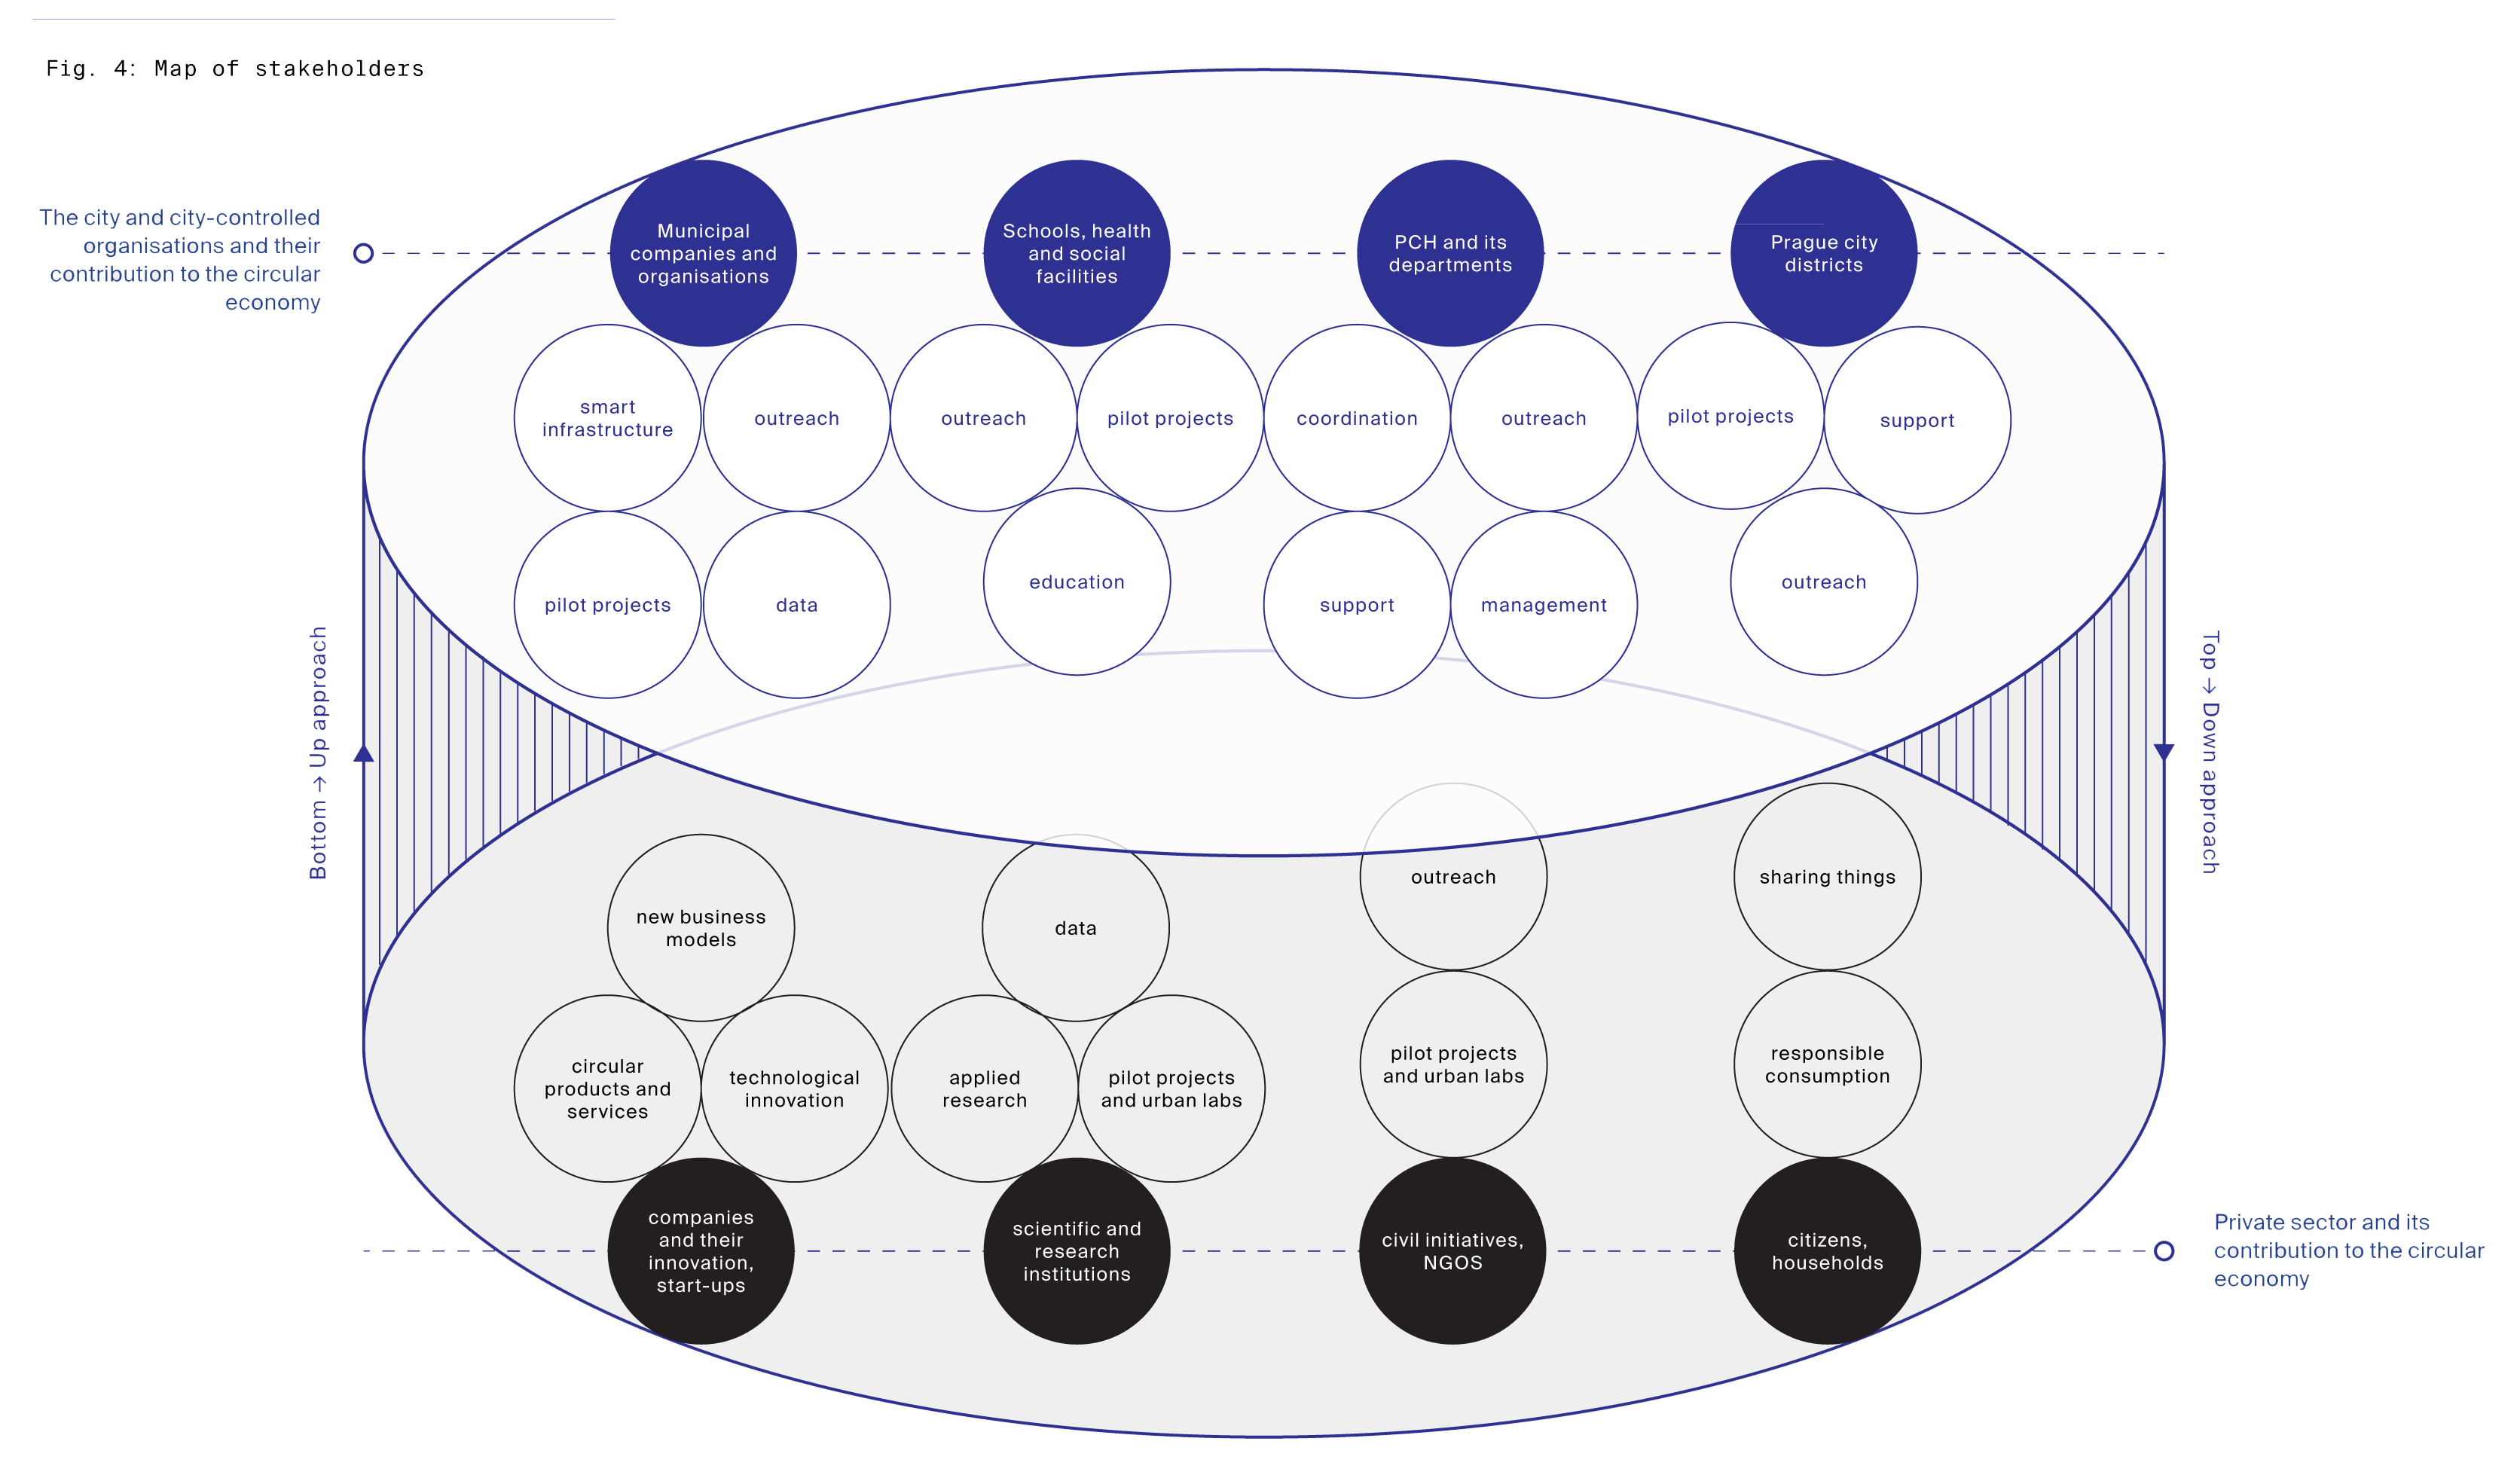 Fig. 4: Map of stakeholders
The city and city-controlled
organisations and their
contribution to the circular
economy
Municipal
companies and
organisations
Schools, health
and social
facilities
PCH and its
departments
Prague city
districts
smart
infrastructure
outreach
outreach
pilot projects
coordination
outreach
pilot projects
support
pilot projects
data
education
support
management
outreach
Bottom → Up approach
Top → Down approach
new business
models
data
outreach
sharing things
circular
products and
services
technological
innovation
applied
research
pilot projects
and urban labs
pilot projects
and urban labs
responsible
consumption
companies
and their
innovation,
start-ups
scientific and
research
institutions
civil initiatives,
NGOS
citizens,
households
Private sector and its
contribution to the circular
economy